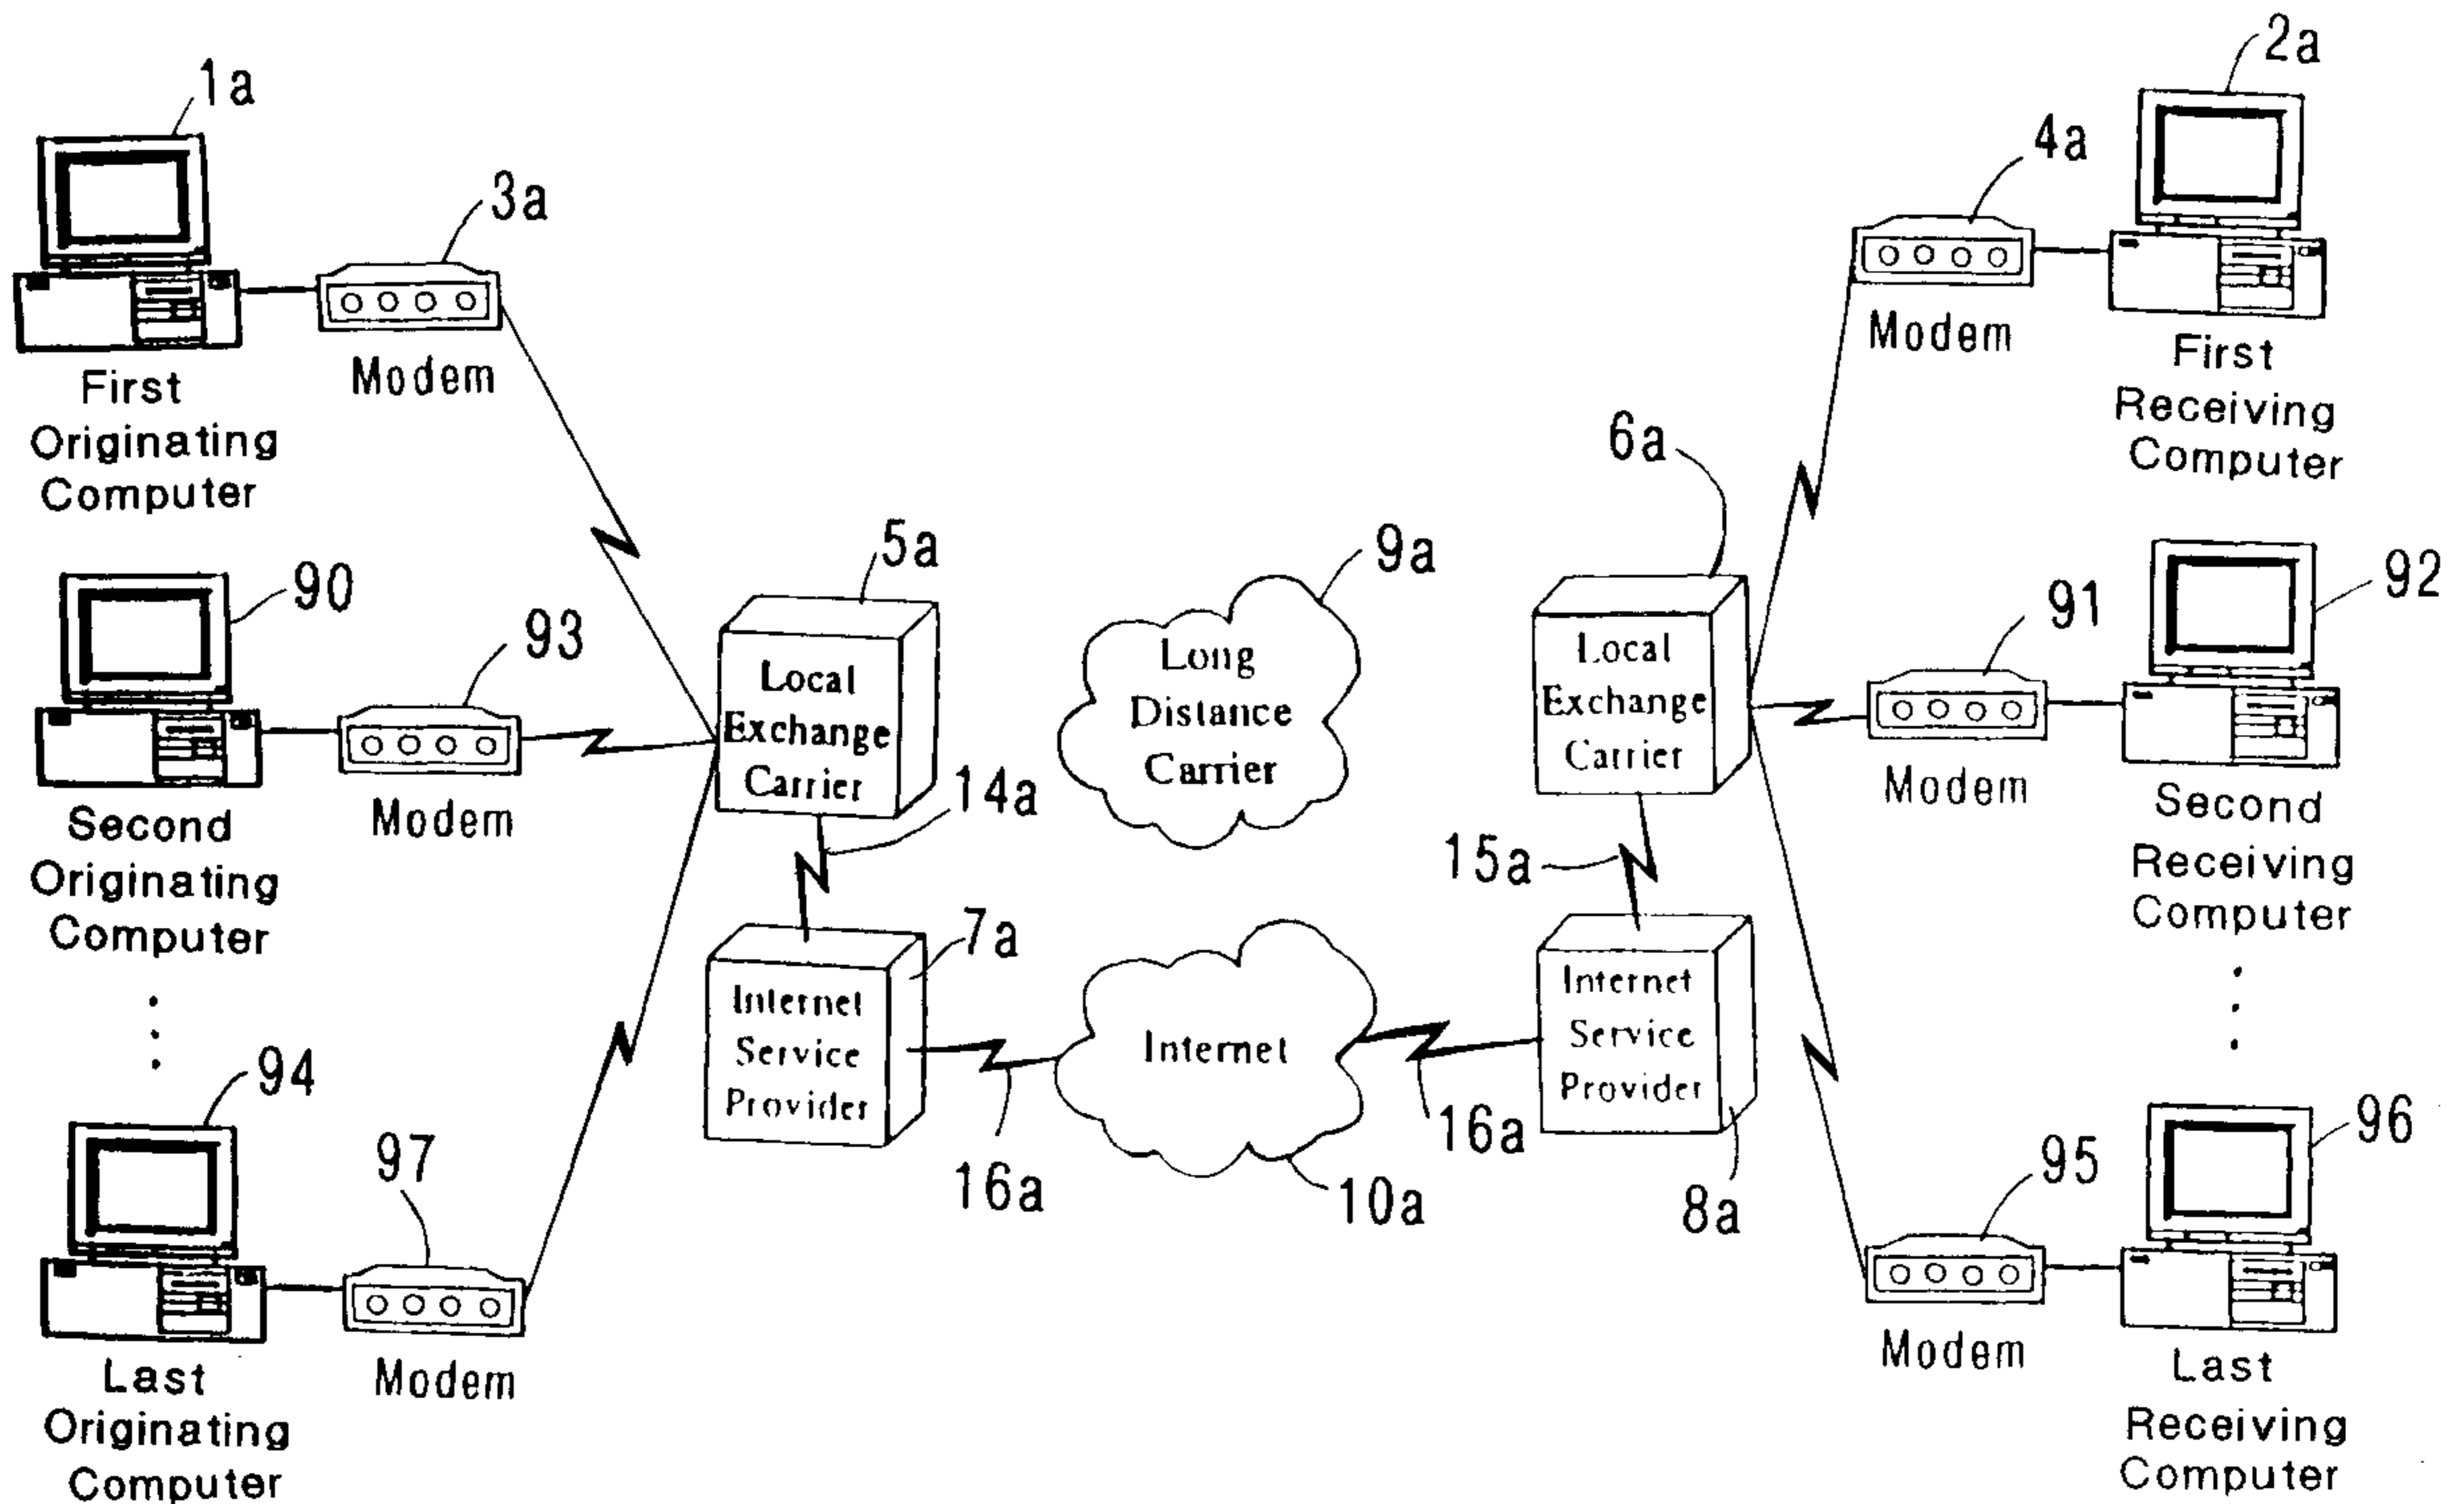 1a
3a
Modem
First
Originating
Computer
90
93
Modem
Second
Originating
Computer
94
97
Modem
Last
Originating
Computer
5a
Local
Exchange
Carrier
14a
7a
Internet
Service
Provider
16a
9a
Long
Distance
Carrier
Internet
10a
6a
Local
Exchange
Carrier
15a
Internet
Service
Provider
16a
8a
2a
4a
Modem
First
Receiving
Computer
92
91
Modem
Second
Receiving
Computer
96
95
Modem
Last
Receiving
Computer